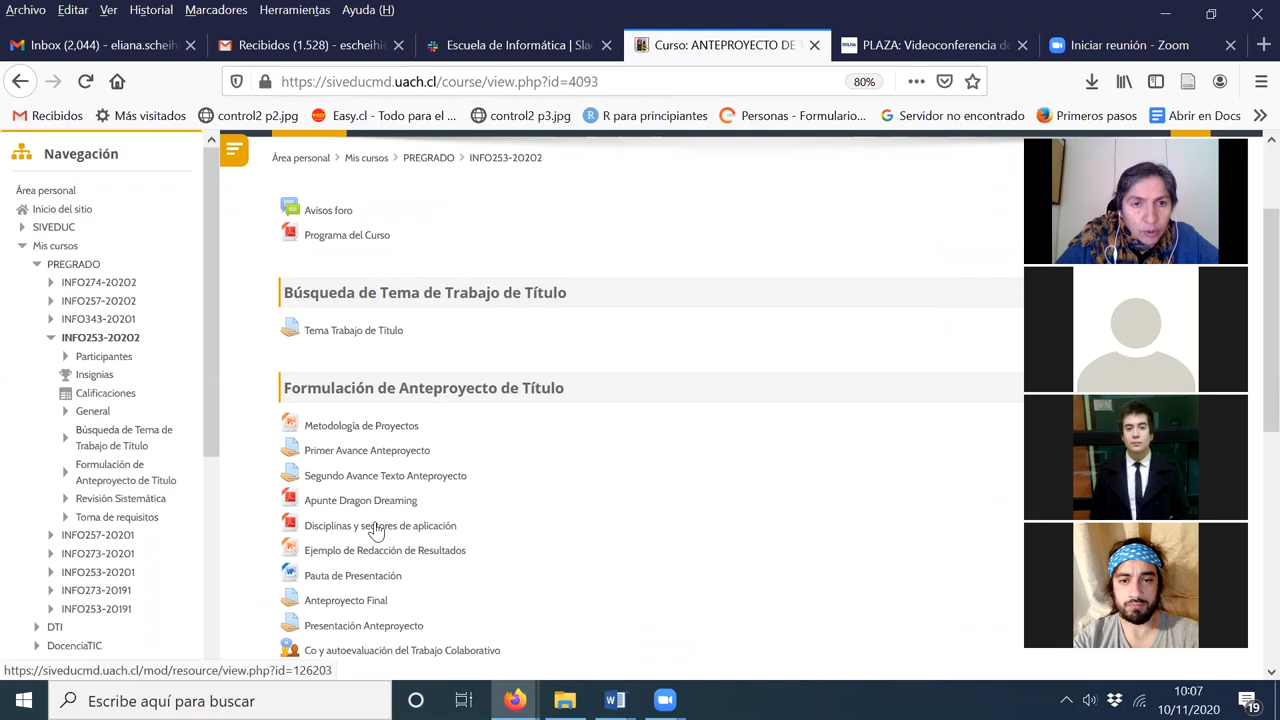 Archivo Editar Ver Historial Marcadores Herramientas Ayuda (H)
Inbox (2,044) - eliana.scheihi
Recibidos (1.528) - escheihi
Escuela de Informática | Sla
Curso: ANTEPROYECTO DE
PLAZA: Videoconferencia de
Iniciar reunión - Zoom
https://siveducmd.uach.cl/course/view.php?id=4093
80%
Recibidos
Más visitados
control2 p2.jpg
Easy.cl - Todo para el ...
control2 p3.jpg
R para principiantes
Personas - Formulario...
Servidor no encontrado
Primeros pasos
Abrir en Docs
Navegación
Área personal
Inicio del sitio
SIVEDUC
Mis cursos
PREGRADO
INFO274-20202
INFO257-20202
INFO343-20201
INFO253-20202
Participantes
Insignias
Calificaciones
General
Búsqueda de Tema de
Trabajo de Título
Formulación de
Anteproyecto de Título
Revisión Sistemática
Toma de requisitos
INFO257-20201
INFO273-20201
INFO253-20201
INFO273-20191
INFO253-20191
DTI
DocenciaTIC
Área personal
Mis cursos
PREGRADO
INFO253-20202
Avisos foro
Programa del Curso
Búsqueda de Tema de Trabajo de Título
Tema Trabajo de Título
Formulación de Anteproyecto de Título
Metodología de Proyectos
Primer Avance Anteproyecto
Segundo Avance Texto Anteproyecto
Apunte Dragon Dreaming
Disciplinas y sectores de aplicación
Ejemplo de Redacción de Resultados
Pauta de Presentación
Anteproyecto Final
Presentación Anteproyecto
Co y autoevaluación del Trabajo Colaborativo
https://siveducmd.uach.cl/mod/resource/view.php?id=126203
Escribe aquí para buscar
10:07
10/11/2020
19